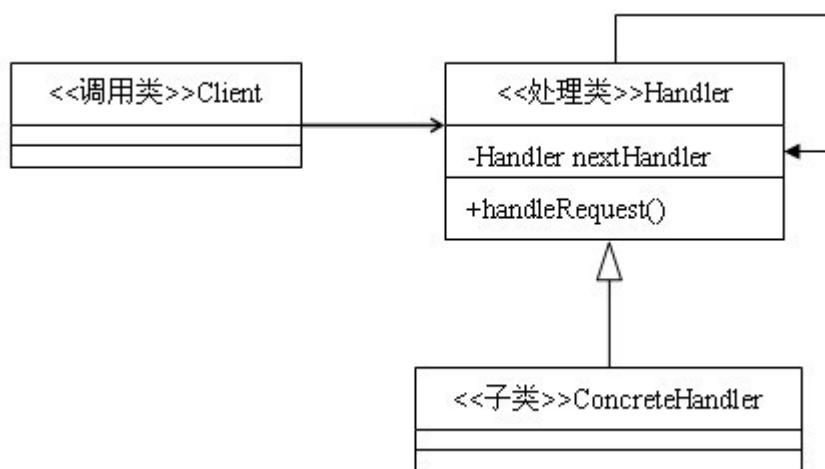 <<调用类>>Client
<<处理类>>Handler
-Handler nextHandler
+handleRequest()
<<子类>>ConcreteHandler